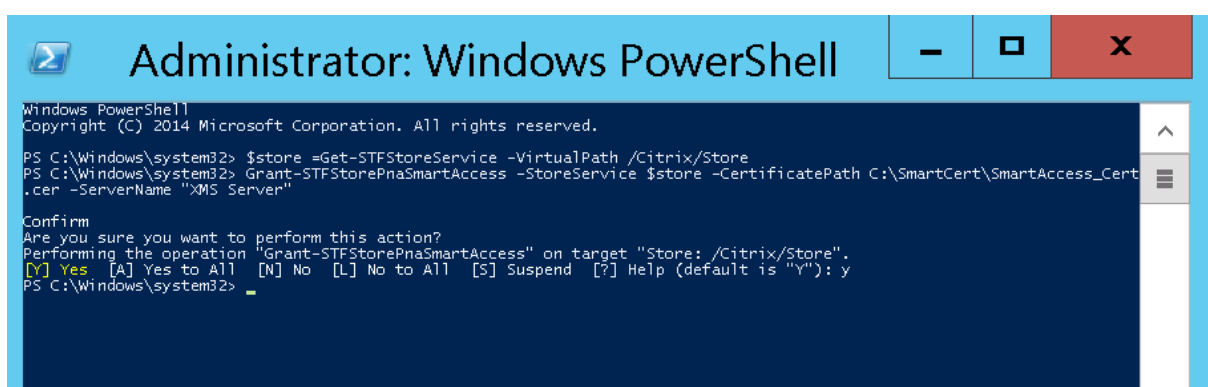 Administrator: Windows PowerShell
Windows PowerShell
Copyright (C) 2014 Microsoft Corporation. All rights reserved.
PS C:\Windows\system32> $store =Get-STFStoreService -VirtualPath /Citrix/Store
PS C:\Windows\system32> Grant-STFStorePnaSmartAccess -StoreService $store -CertificatePath C:\SmartCert\SmartAccess_Cert
.cer -ServerName "XMS Server"
Confirm
Are you sure you want to perform this action?
Performing the operation "Grant-STFStorePnaSmartAccess" on target "Store: /Citrix/Store".
[Y] Yes  [A] Yes to All  [N] No  [L] No to All  [S] Suspend  [?] Help (default is "Y"): y
PS C:\Windows\system32>